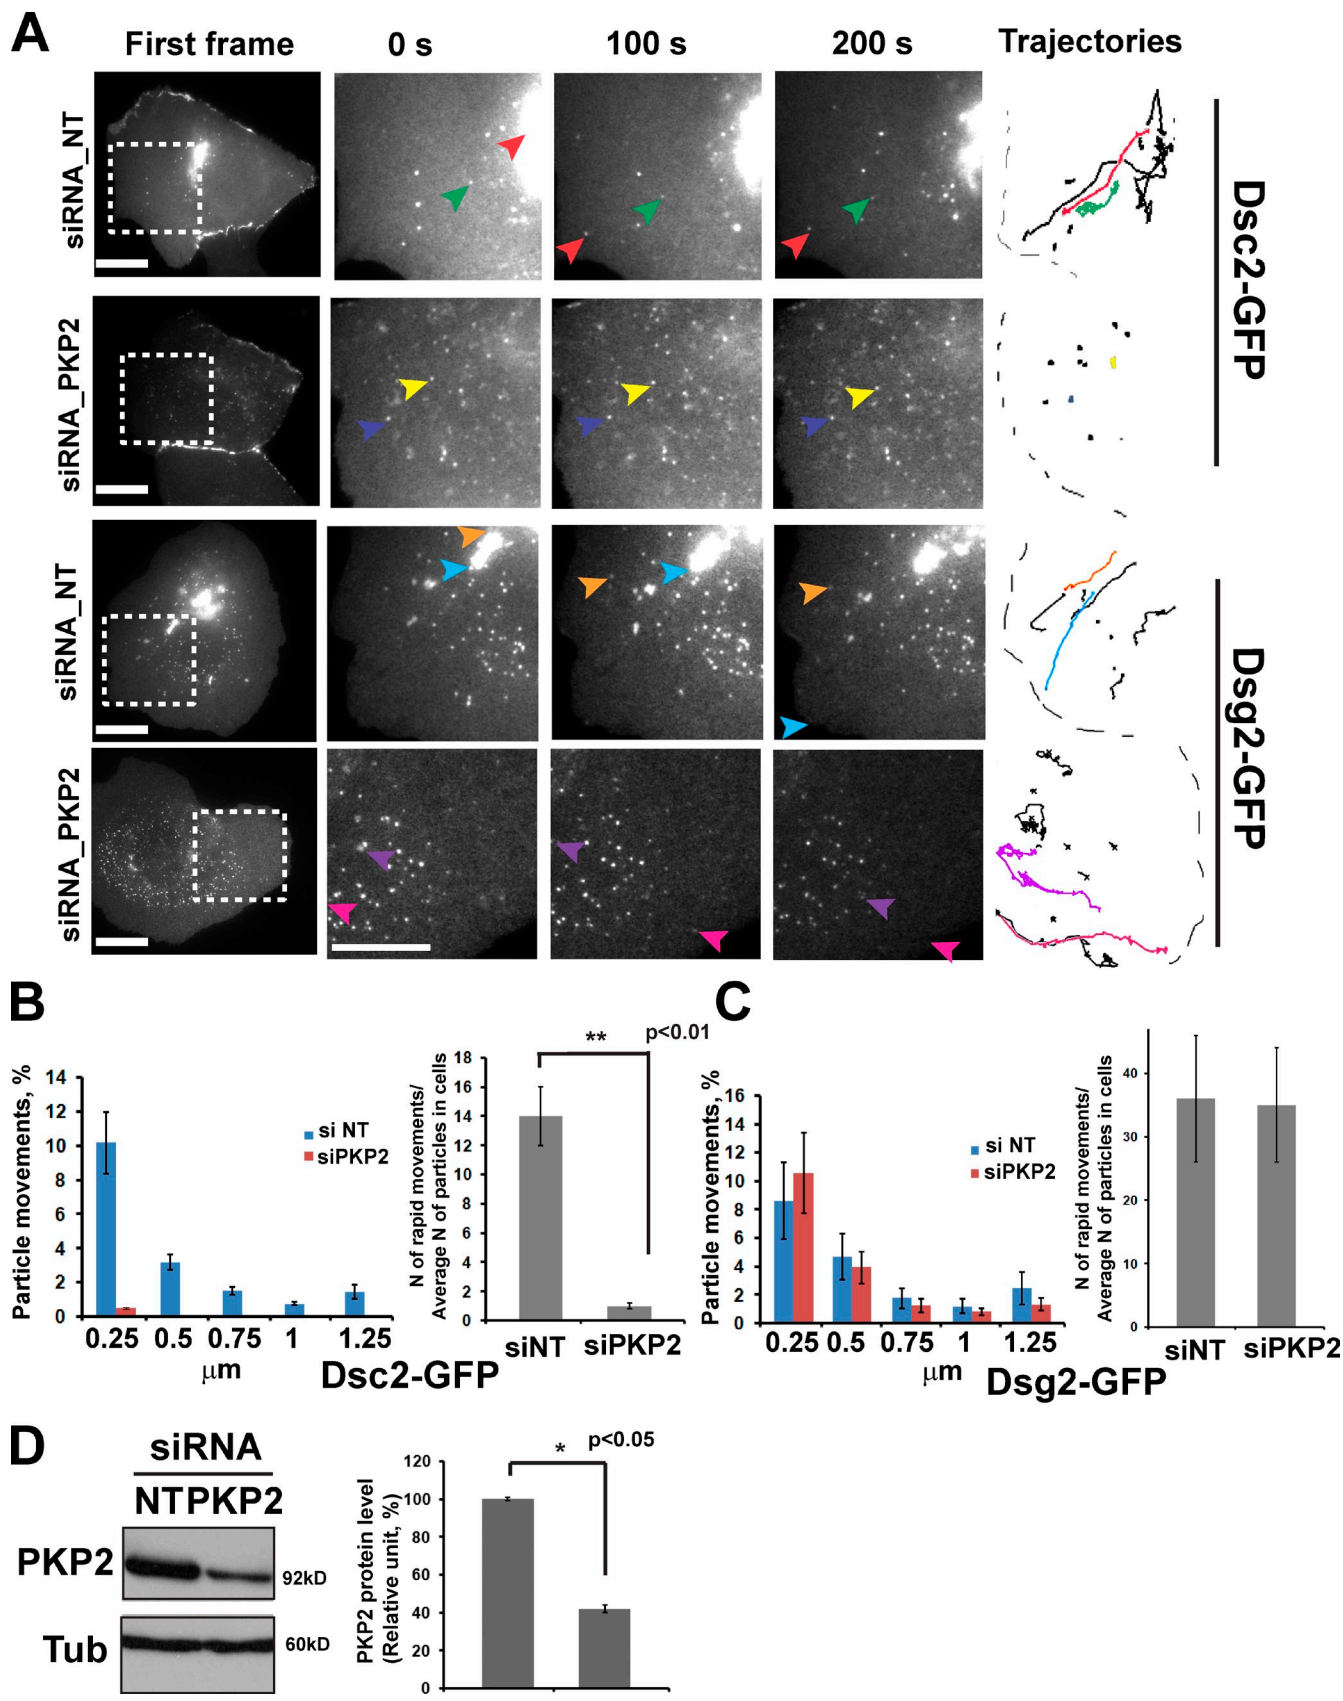 A
First frame
0 s
100 s
200 s
Trajectories
siRNA_NT
siRNA_PKP2
siRNA_NT
siRNA_PKP2
Dsc2-GFP
Dsg2-GFP
B
Particle movements, %
14
12
10
8
6
4
2
0
si NT
siPKP2
0.25 0.5 0.75 1 1.25
μm
N of rapid movements/
Average N of particles in cells
18
16
14
12
10
8
6
4
2
0
**
p<0.01
siNT siPKP2
Dsc2-GFP
C
Particle movements, %
16
14
12
10
8
6
4
2
0
si NT
siPKP2
0.25 0.5 0.75 1 1.25
μm
N of rapid movements/
Average N of particles in cells
40
30
20
10
0
siNT siPKP2
Dsg2-GFP
D
siRNA
NT PKP2
PKP2
92kD
Tub
60kD
PKP2 protein level
(Relative unit, %)
120
100
80
60
40
20
0
*
p<0.05